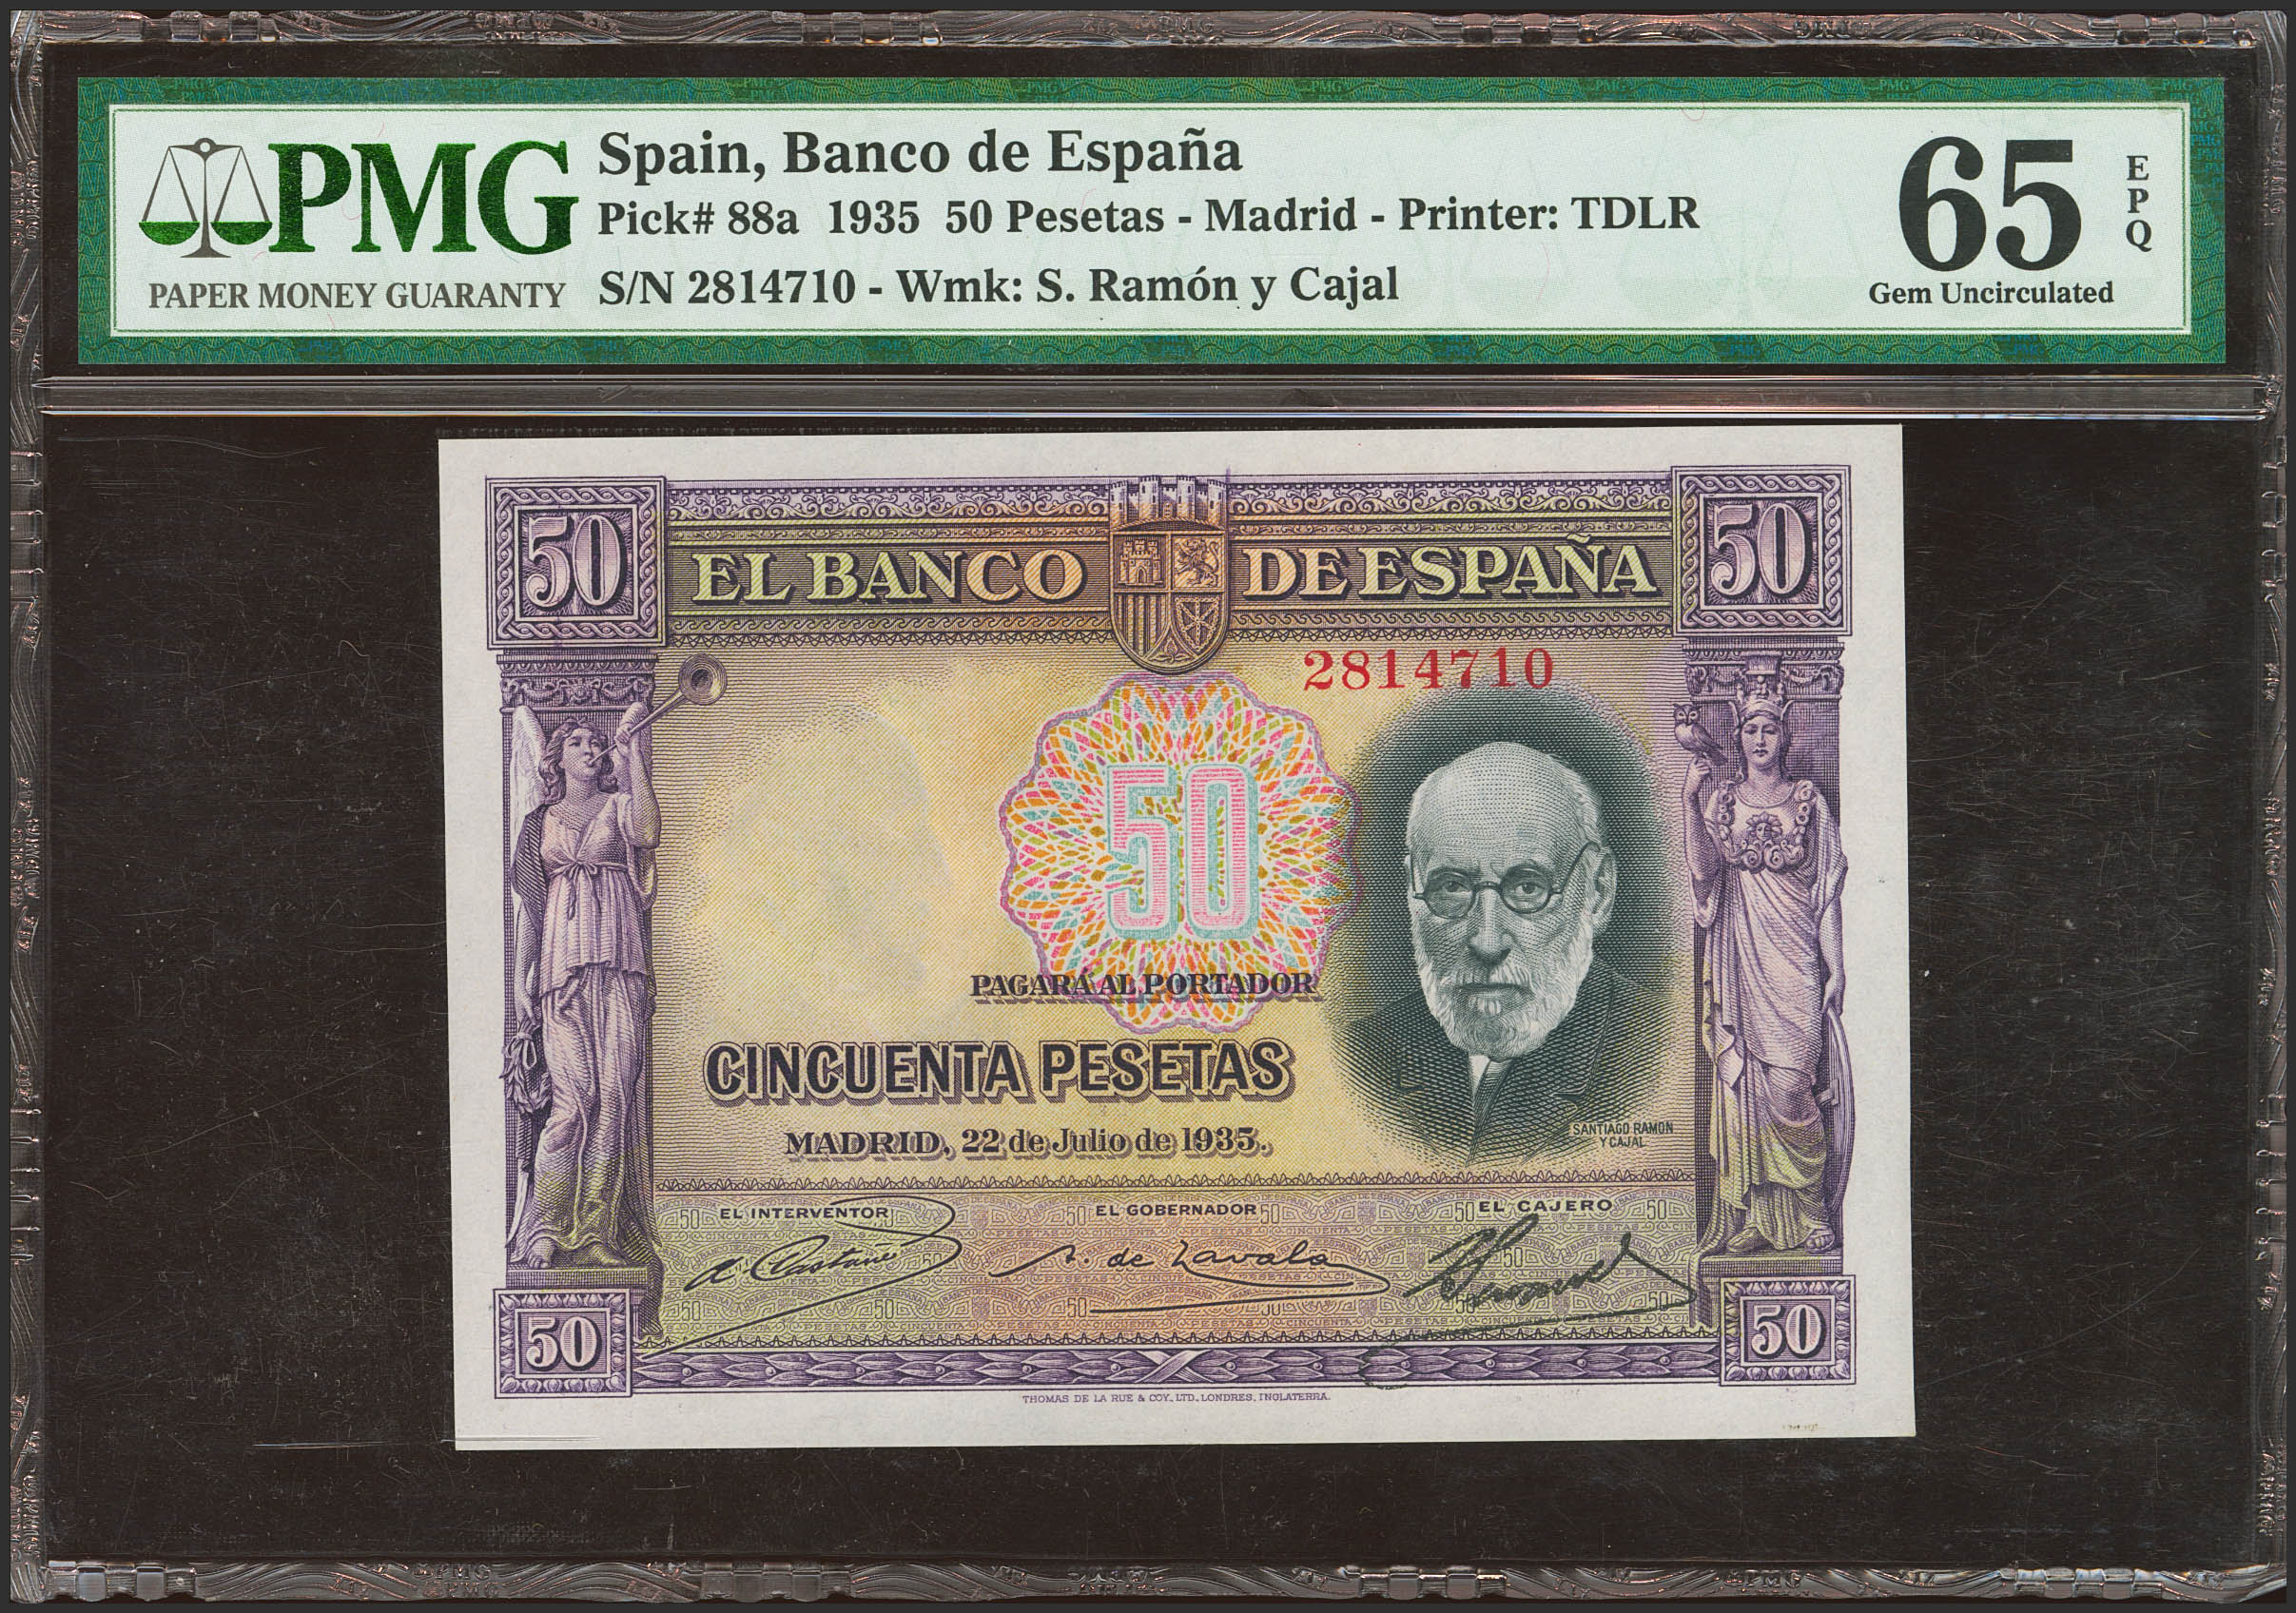 PMG
PAPER MONEY GUARANTY
Spain, Banco de España
Pick# 88a 1935 50 Pesetas - Madrid - Printer: TDLR
S/N 2814710 - Wmk: S. Ramón y Cajal
65
EPQ
Gem Uncirculated
50
EL BANCO DE ESPAÑA
50
2814710
50
PAGARÁ AL PORTADOR
CINCUENTA PESETAS
MADRID, 22 de Julio de 1935.
SANTIAGO RAMON
Y CAJAL
EL INTERVENTOR
EL GOBERNADOR
EL CAJERO
50
50
THOMAS DE LA RUE & COY., LTD., LONDRES, INGLATERRA.